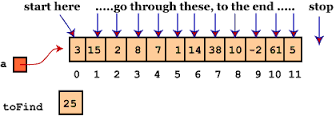 start here .....go through these, to the end ..... stop
a 3 15 2 8 7 1 14 38 10 -2 61 5
0 1 2 3 4 5 6 7 8 9 10 11
toFind 25